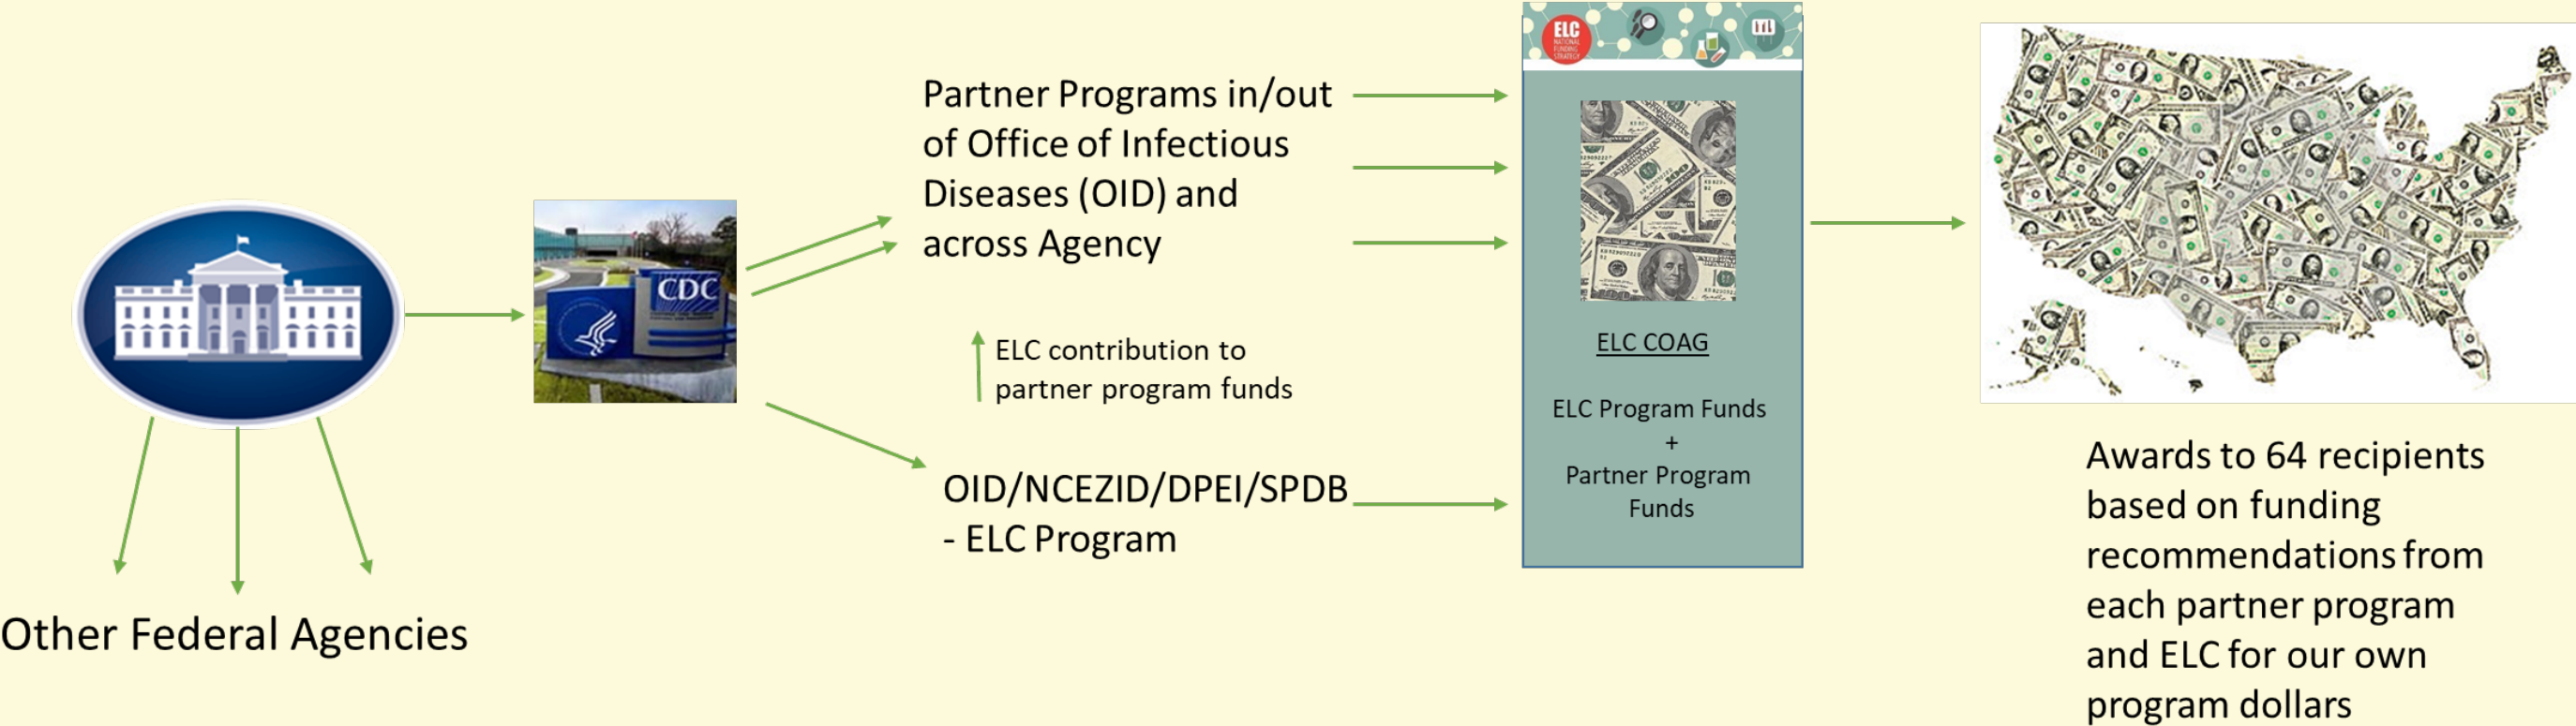 Partner Programs in/out
of Office of Infectious
Diseases (OID) and
across Agency
ELC contribution to
partner program funds
OID/NCEZID/DPEI/SPDB
- ELC Program
Other Federal Agencies
CDC
ELC
NATIONAL
FUNDING
STRATEGY
ELC COAG
ELC Program Funds
+
Partner Program
Funds
Awards to 64 recipients
based on funding
recommendations from
each partner program
and ELC for our own
program dollars